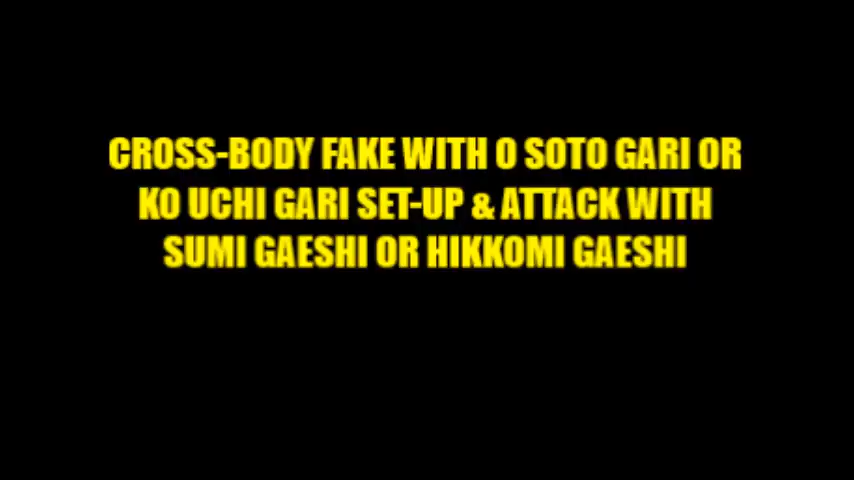 CROSS-BODY FAKE WITH O SOTO GARI OR
KO UCHI GARI SET-UP & ATTACK WITH
SUMI GAESHI OR HIKKOMI GAESHI